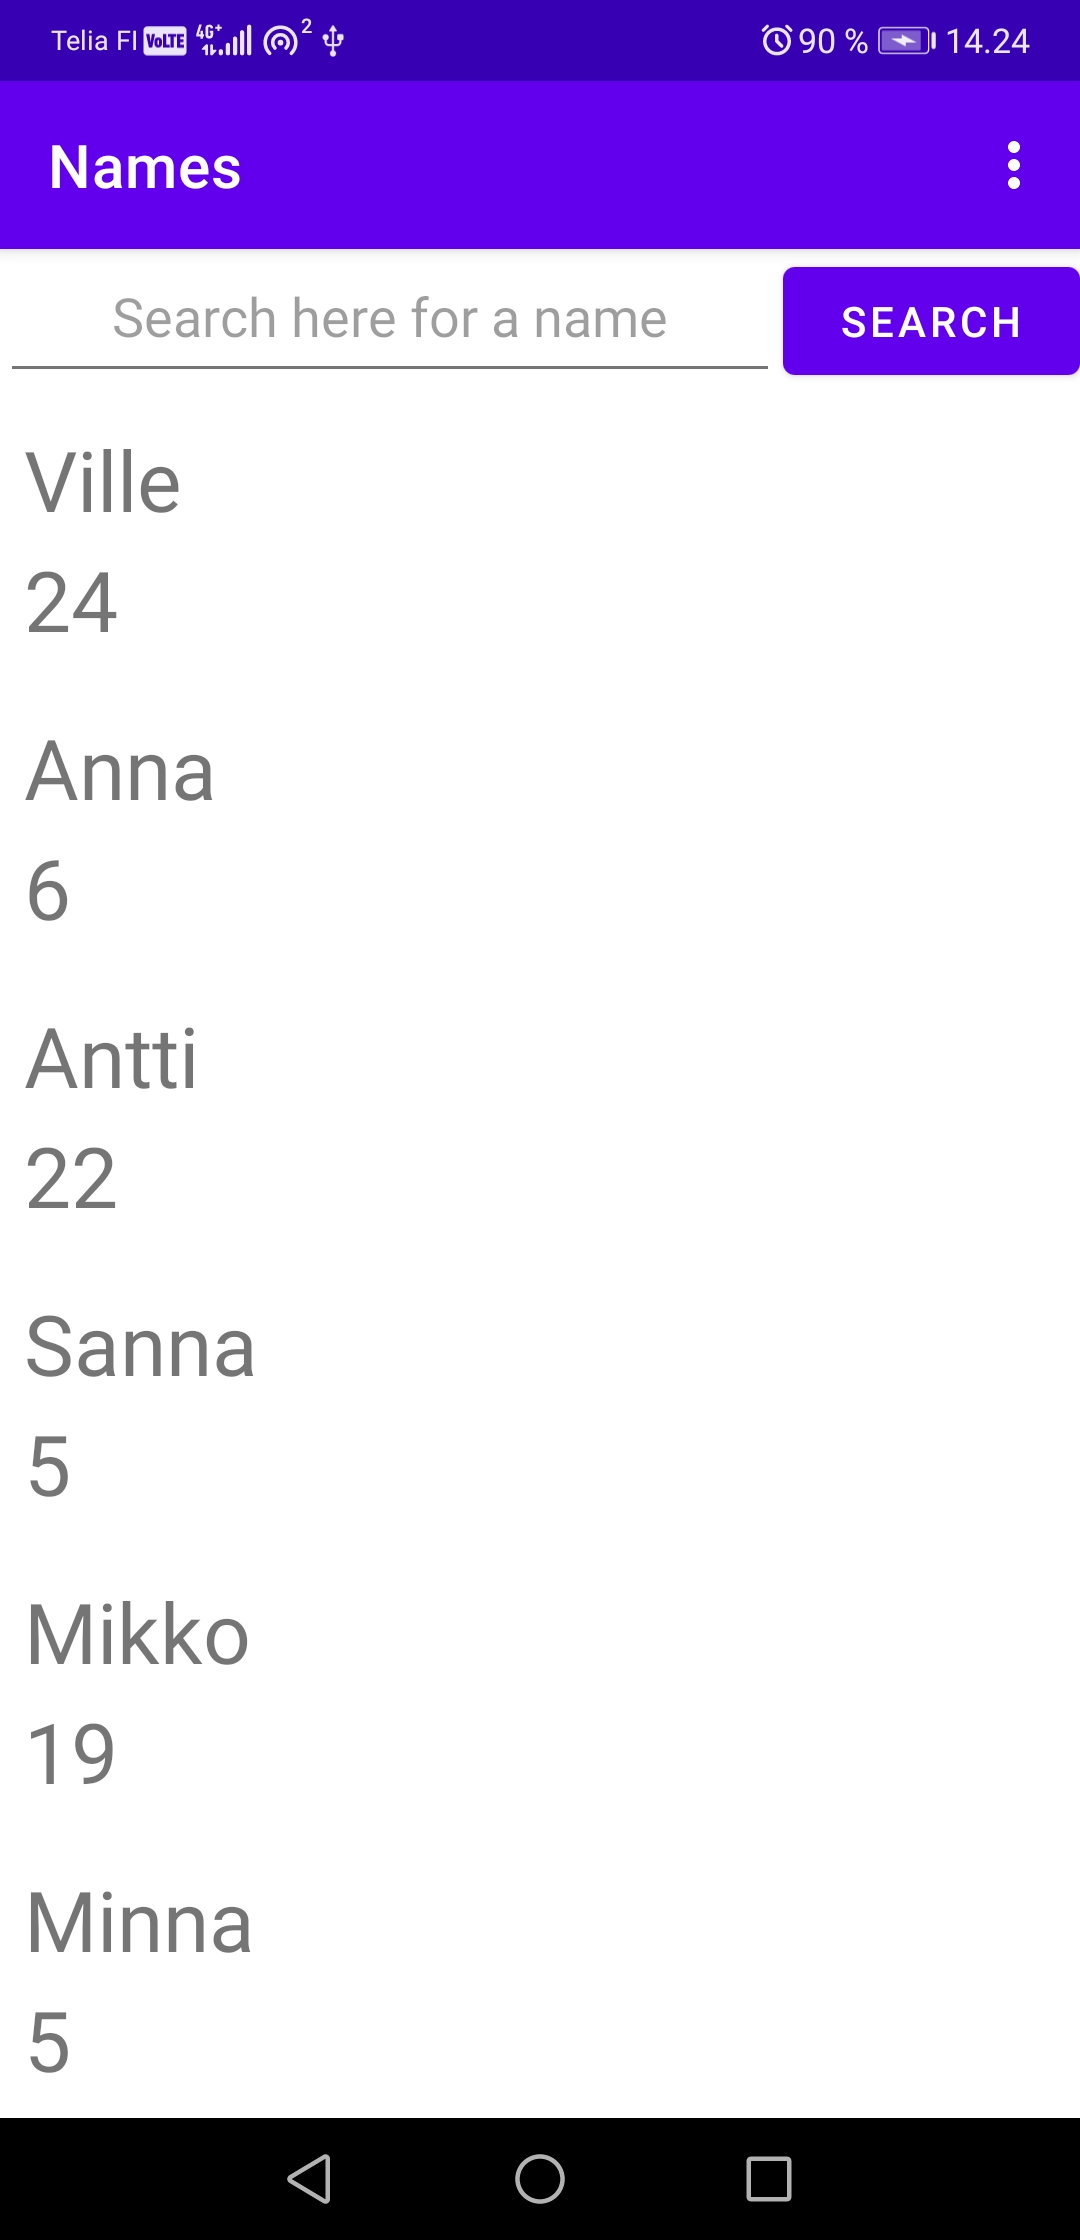 Telia FI VoLTE 4G+ 2 90 % 14.24
Names
Search here for a name SEARCH
Ville
24
Anna
6
Antti
22
Sanna
5
Mikko
19
Minna
5